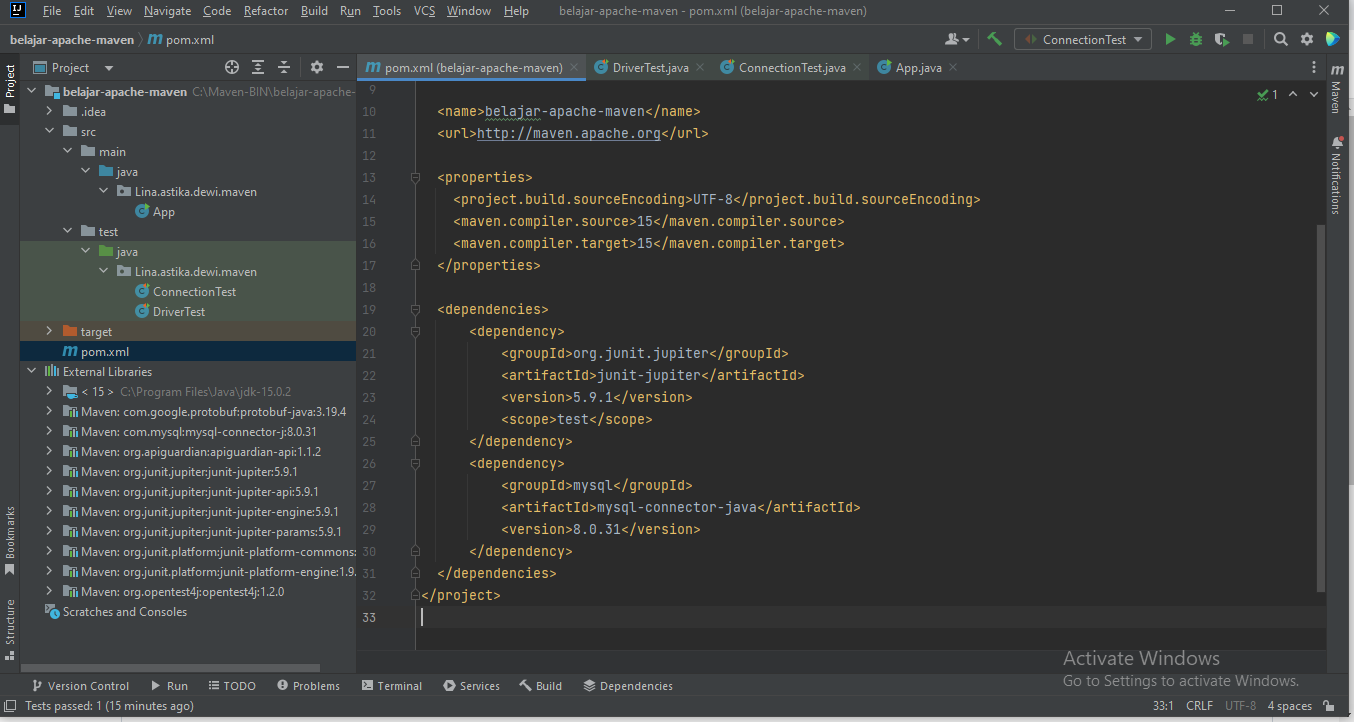 File Edit View Navigate Code Refactor Build Run Tools VCS Window Help belajar-apache-maven - pom.xml (belajar-apache-maven)
belajar-apache-maven m pom.xml ConnectionTest
Project pom.xml (belajar-apache-maven) DriverTest.java ConnectionTest.java App.java
Project
belajar-apache-maven C:\Maven-BIN\belajar-apache-
.idea
src
main
java
Lina.astika.dewi.maven
App
test
java
Lina.astika.dewi.maven
ConnectionTest
DriverTest
target
pom.xml
External Libraries
< 15 > C:\Program Files\Java\jdk-15.0.2
Maven: com.google.protobuf:protobuf-java:3.19.4
Maven: com.mysql:mysql-connector-j:8.0.31
Maven: org.apiguardian:apiguardian-api:1.1.2
Maven: org.junit.jupiter:junit-jupiter:5.9.1
Maven: org.junit.jupiter:junit-jupiter-api:5.9.1
Maven: org.junit.jupiter:junit-jupiter-engine:5.9.1
Maven: org.junit.jupiter:junit-jupiter-params:5.9.1
Maven: org.junit.platform:junit-platform-commons:
Maven: org.junit.platform:junit-platform-engine:1.9.
Maven: org.opentest4j:opentest4j:1.2.0
Scratches and Consoles
Bookmarks
Structure
9
10 <name>belajar-apache-maven</name>
11 <url>http://maven.apache.org</url>
12
13 <properties>
14 <project.build.sourceEncoding>UTF-8</project.build.sourceEncoding>
15 <maven.compiler.source>15</maven.compiler.source>
16 <maven.compiler.target>15</maven.compiler.target>
17 </properties>
18
19 <dependencies>
20 <dependency>
21 <groupId>org.junit.jupiter</groupId>
22 <artifactId>junit-jupiter</artifactId>
23 <version>5.9.1</version>
24 <scope>test</scope>
25 </dependency>
26 <dependency>
27 <groupId>mysql</groupId>
28 <artifactId>mysql-connector-java</artifactId>
29 <version>8.0.31</version>
30 </dependency>
31 </dependencies>
32 </project>
33
1
Maven
Notifications
Activate Windows
Go to Settings to activate Windows.
Version Control Run TODO Problems Terminal Services Build Dependencies
Tests passed: 1 (15 minutes ago) 33:1 CRLF UTF-8 4 spaces